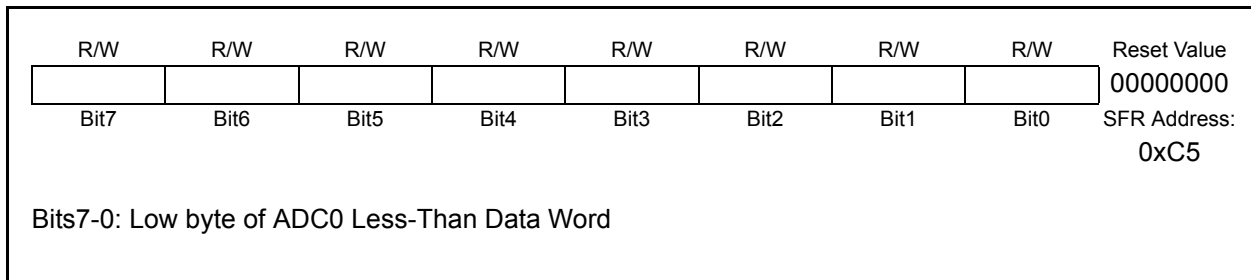 R/W R/W R/W R/W R/W R/W R/W R/W Reset Value
00000000
Bit7 Bit6 Bit5 Bit4 Bit3 Bit2 Bit1 Bit0 SFR Address:
0xC5
Bits7-0: Low byte of ADC0 Less-Than Data Word